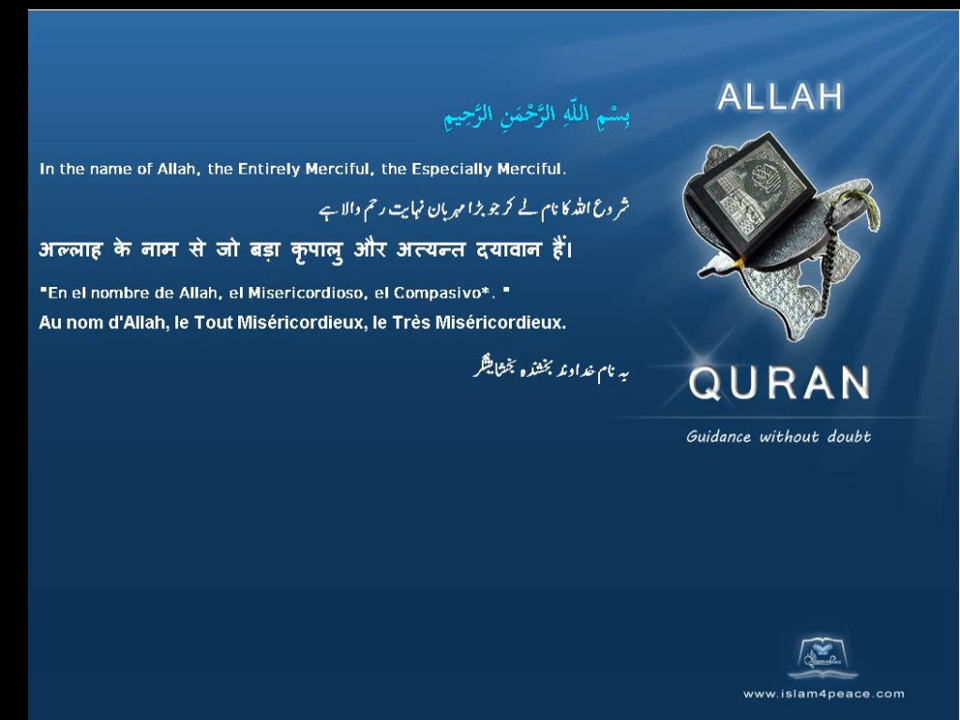 بِسْمِ اللَّهِ الرَّحْمَنِ الرَّحِيمِ
In the name of Allah, the Entirely Merciful, the Especially Merciful.
شروع الله کا نام لے کر جو بڑا مہربان نہایت رحم والا ہے
अल्लाह के नाम से जो बड़ा कृपालु और अत्यन्त दयावान हैं।
"En el nombre de Allah, el Misericordioso, el Compasivo*. "
Au nom d'Allah, le Tout Miséricordieux, le Très Miséricordieux.
به نام خداوند بخشنده بخشایشگر
ALLAH
QURAN
Guidance without doubt
www.islam4peace.com